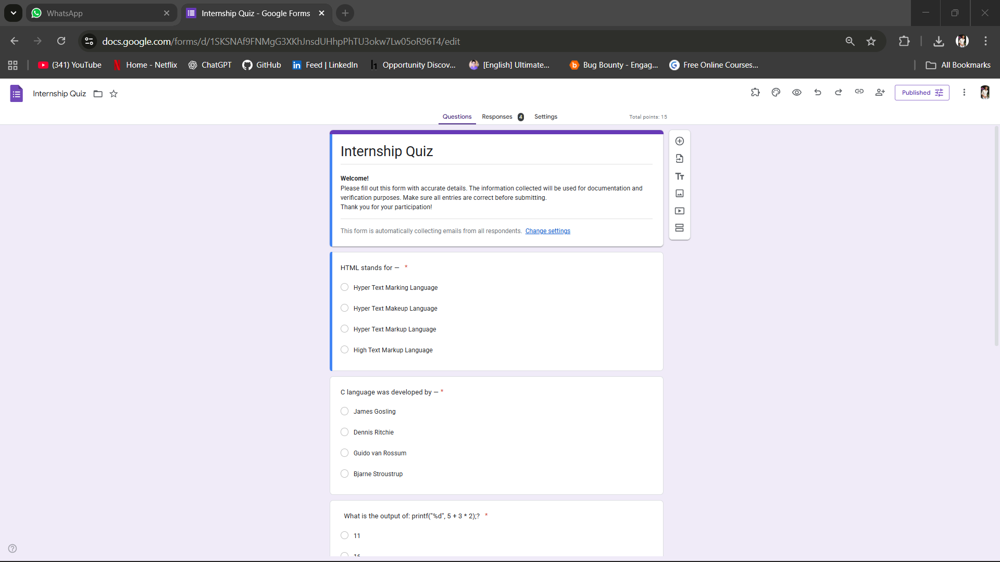 WhatsApp
Internship Quiz - Google Forms
docs.google.com/forms/d/1SKSNAf9FNMgG3XKhJnsdUHhpPhTU3okw7Lw05oR96T4/edit
(341) YouTube
Home - Netflix
ChatGPT
GitHub
Feed | LinkedIn
Opportunity Discov...
[English] Ultimate...
Bug Bounty - Engag...
Free Online Courses...
All Bookmarks
Internship Quiz
Published
Questions
Responses 4
Settings
Total points: 15
Internship Quiz
Welcome!
Please fill out this form with accurate details. The information collected will be used for documentation and
verification purposes. Make sure all entries are correct before submitting.
Thank you for your participation!
This form is automatically collecting emails from all respondents. Change settings
HTML stands for — *
Hyper Text Marking Language
Hyper Text Makeup Language
Hyper Text Markup Language
High Text Markup Language
C language was developed by — *
James Gosling
Dennis Ritchie
Guido van Rossum
Bjarne Stroustrup
What is the output of: printf("%d", 5 + 3 * 2);? *
11